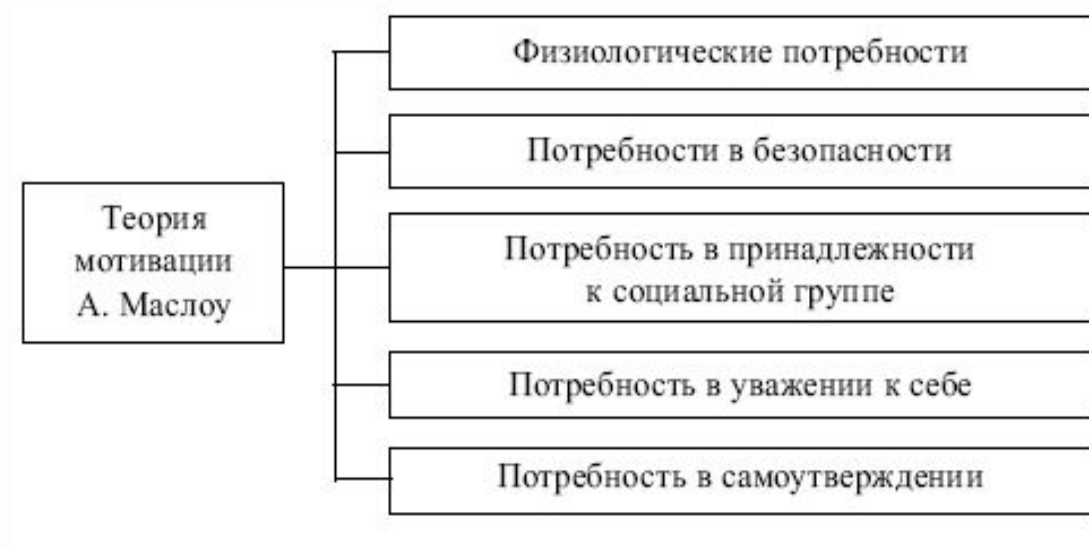 Теория
мотивации
А. Маслоу
Физиологические потребности
Потребности в безопасности
Потребность в принадлежности
к социальной группе
Потребность в уважении к себе
Потребность в самоутверждении